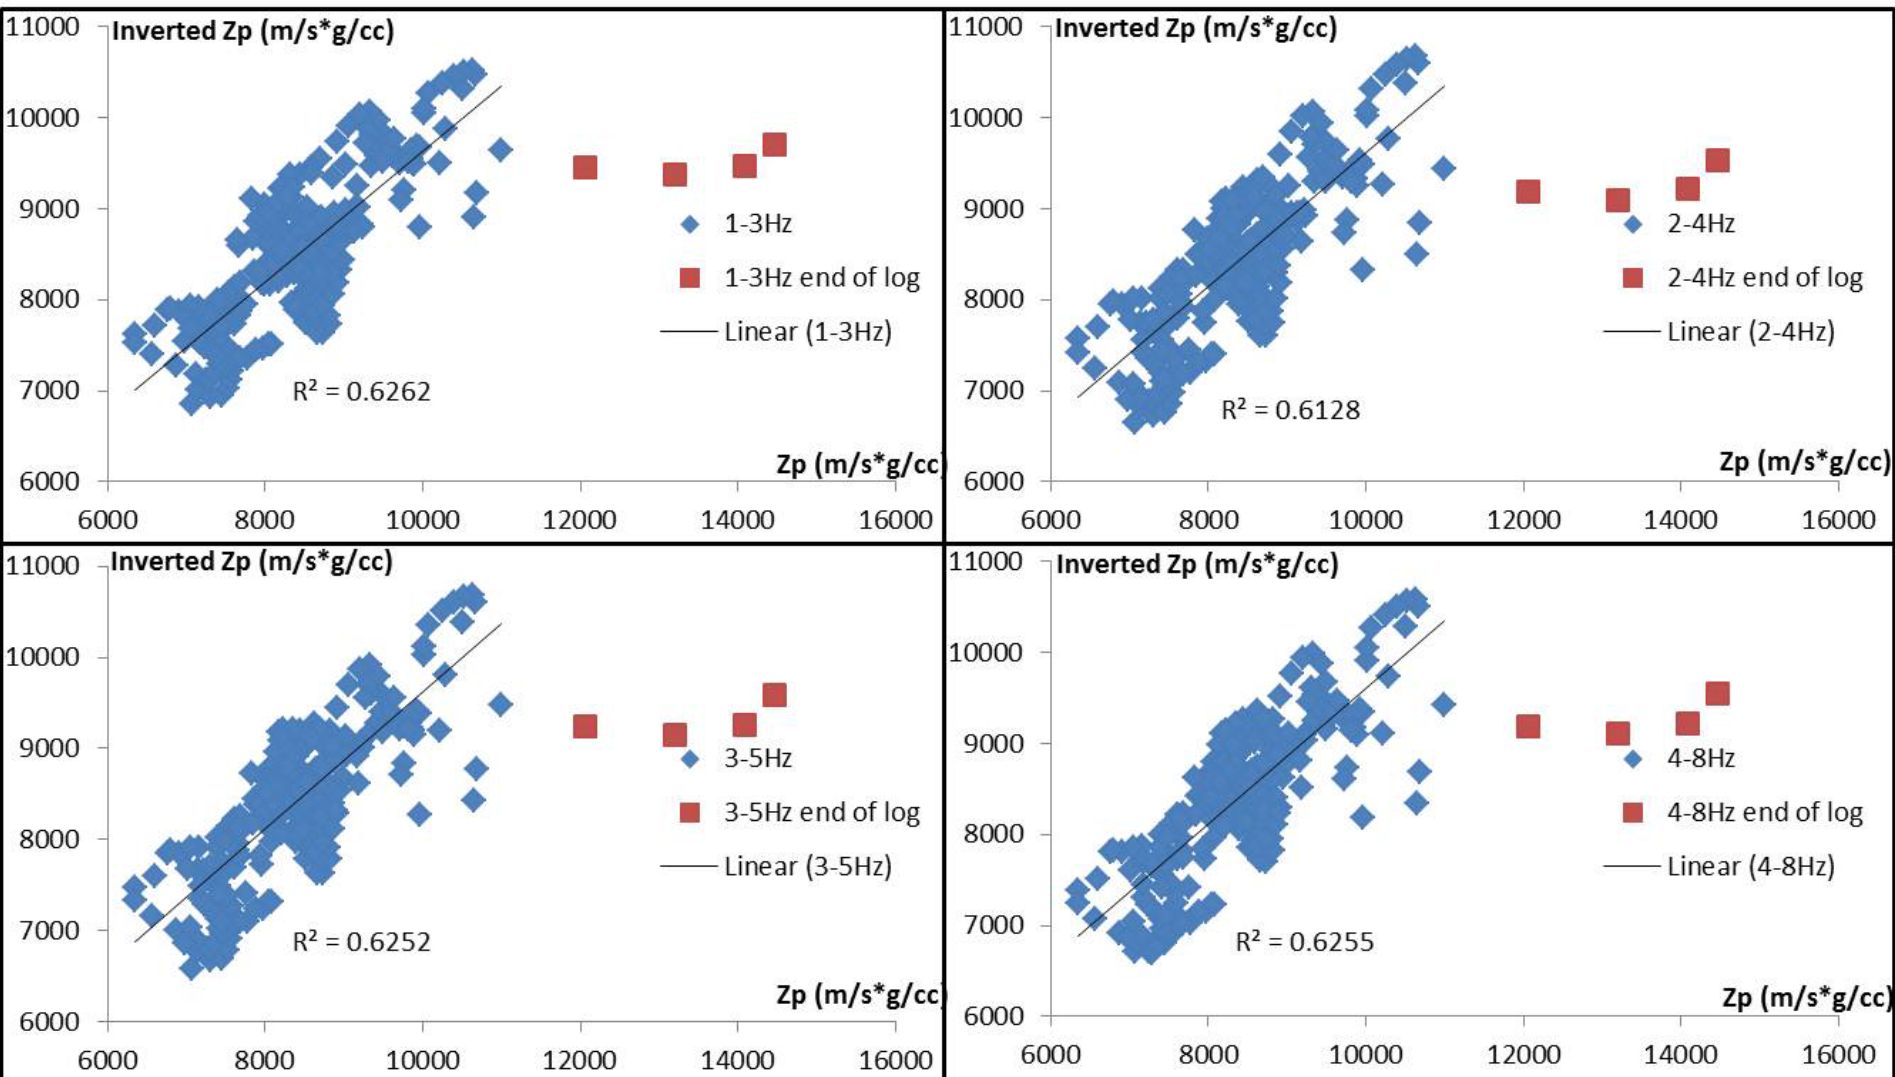 11000
Inverted Zp (m/s*g/cc)
10000
9000
1-3Hz
1-3Hz end of log
8000
Linear (1-3Hz)
7000
R² = 0.6262
Zp (m/s*g/cc)
6000
6000 8000 10000 12000 14000 16000
11000
Inverted Zp (m/s*g/cc)
10000
9000
2-4Hz
2-4Hz end of log
8000
Linear (2-4Hz)
7000
R² = 0.6128
Zp (m/s*g/cc)
6000
6000 8000 10000 12000 14000 16000
11000
Inverted Zp (m/s*g/cc)
10000
9000
3-5Hz
3-5Hz end of log
8000
Linear (3-5Hz)
7000
R² = 0.6252
Zp (m/s*g/cc)
6000
6000 8000 10000 12000 14000 16000
11000
Inverted Zp (m/s*g/cc)
10000
9000
4-8Hz
4-8Hz end of log
8000
Linear (4-8Hz)
7000
R² = 0.6255
Zp (m/s*g/cc)
6000
6000 8000 10000 12000 14000 16000